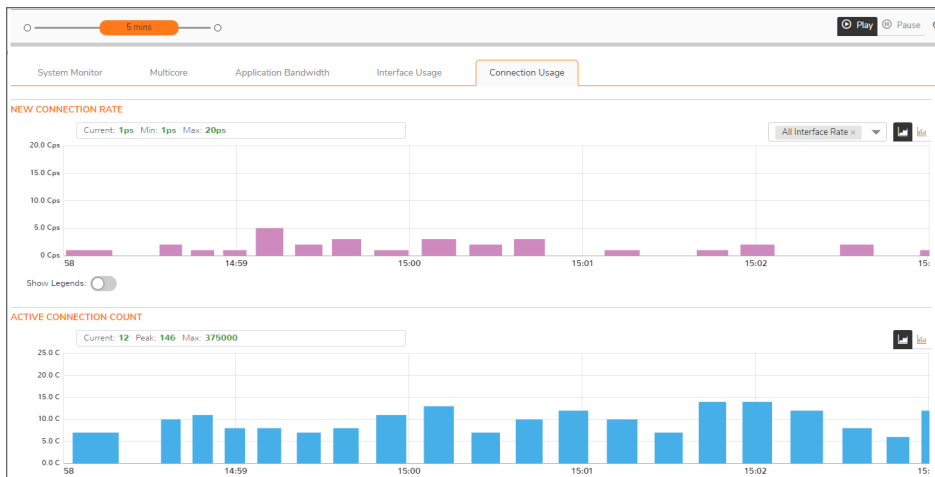 5 mins
Play Pause
System Monitor Multicore Application Bandwidth Interface Usage Connection Usage
NEW CONNECTION RATE
Current: 1ps Min: 1ps Max: 20ps
All Interface Rate ×
20.0 Cps
15.0 Cps
10.0 Cps
5.0 Cps
0 Cps
58 14:59 15:00 15:01 15:02 15:
Show Legends:
ACTIVE CONNECTION COUNT
Current: 12 Peak: 146 Max: 375000
25.0 C
20.0 C
15.0 C
10.0 C
5.0 C
0.0 C
58 14:59 15:00 15:01 15:02 15: